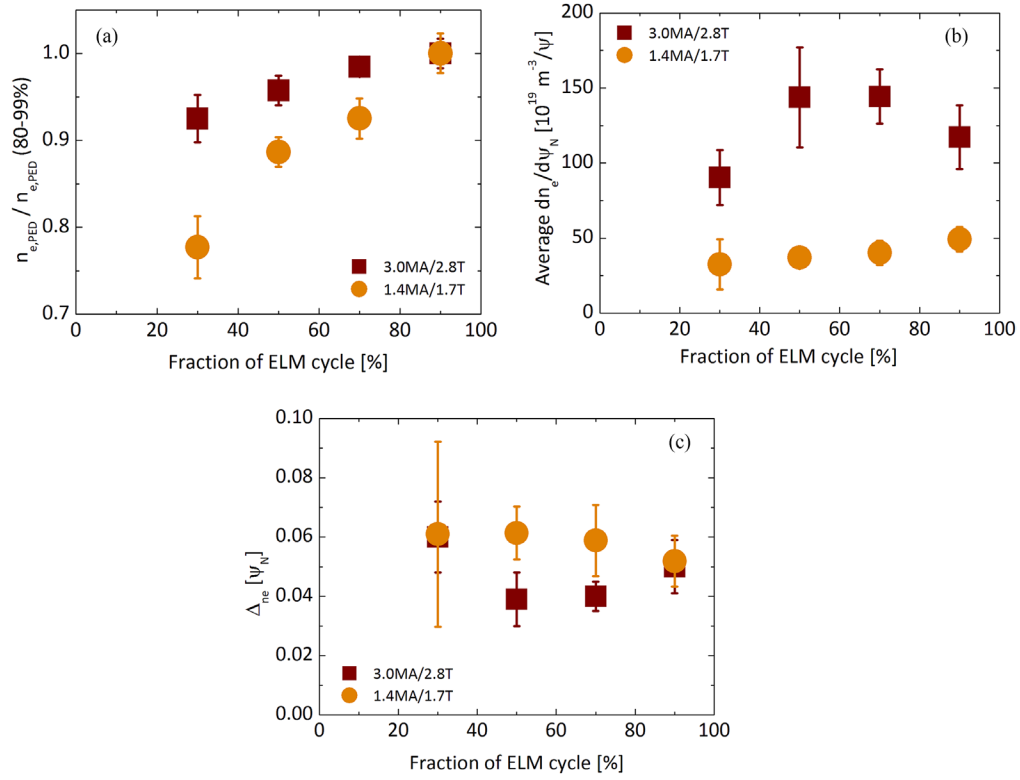 (a)
n_e,PED / n_e,PED (80-99%)
1.0
0.9
0.8
0.7
3.0MA/2.8T
1.4MA/1.7T
0 20 40 60 80 100
Fraction of ELM cycle [%]
(b)
Average dn_e/dψ_N [10^19 m^-3/ψ]
200
150
100
50
0
3.0MA/2.8T
1.4MA/1.7T
0 20 40 60 80 100
Fraction of ELM cycle [%]
(c)
Δ_ne [ψ_N]
0.10
0.08
0.06
0.04
0.02
0.00
3.0MA/2.8T
1.4MA/1.7T
0 20 40 60 80 100
Fraction of ELM cycle [%]